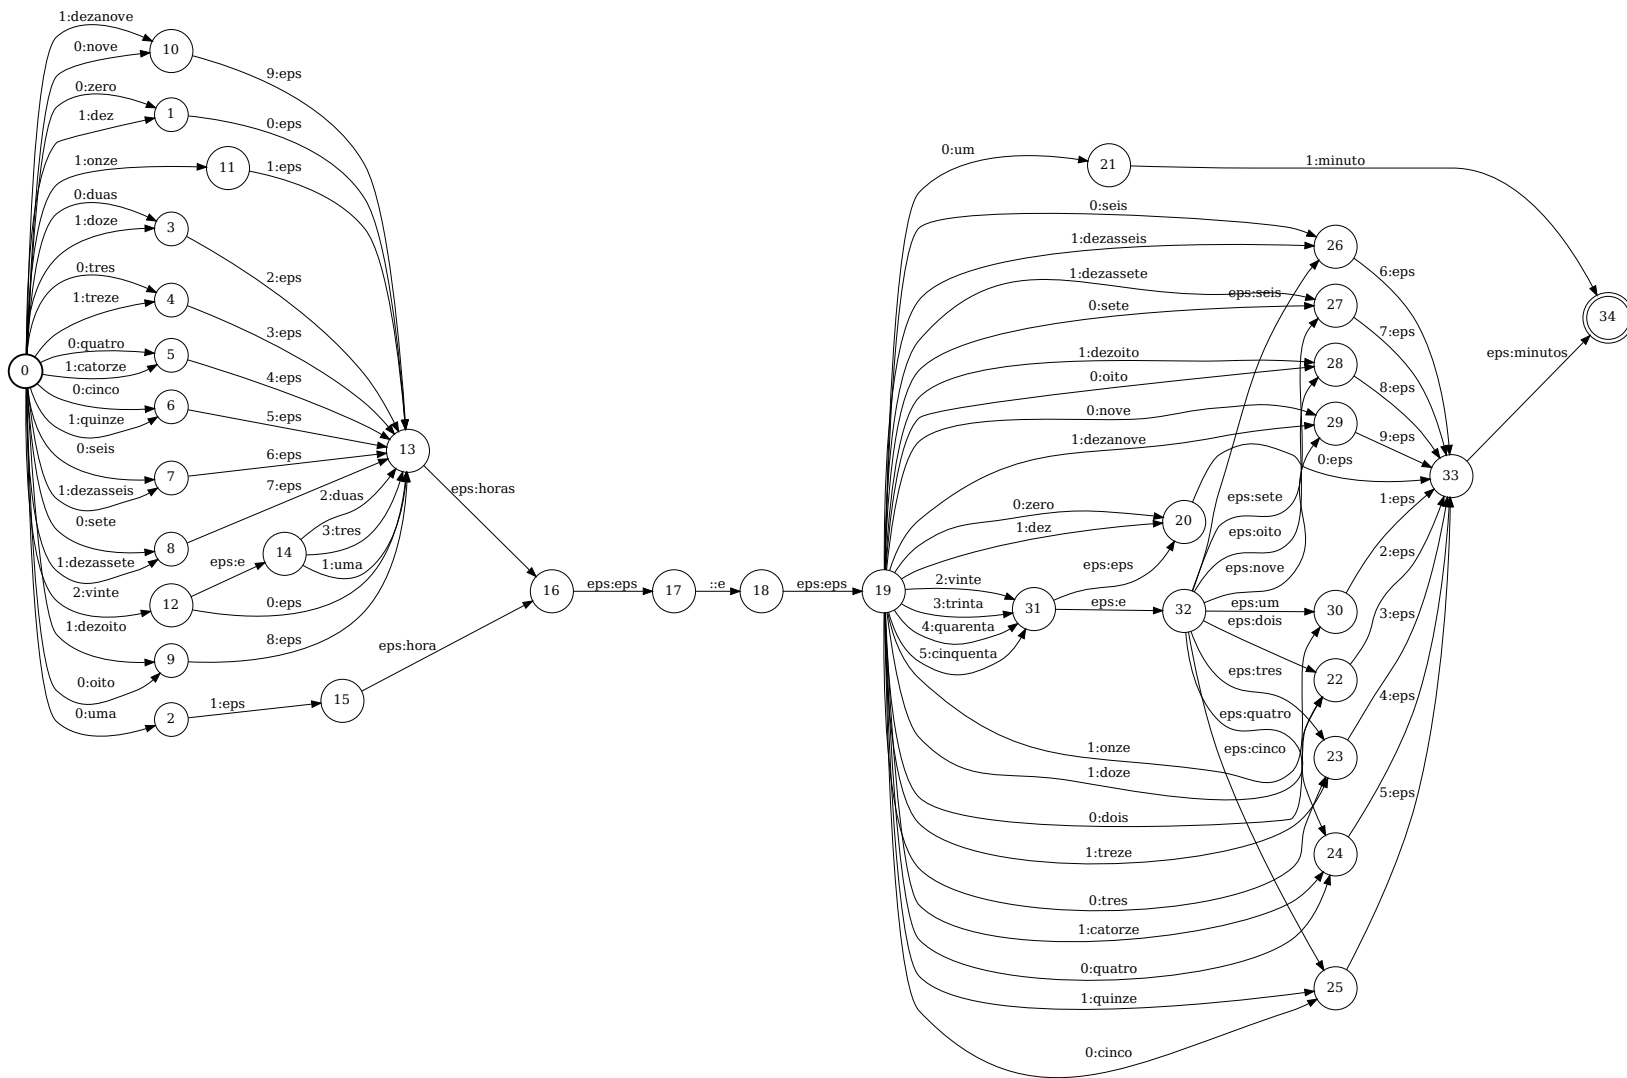 1:dezanove
0:nove
10
9:eps
0:zero
1
1:dez
0:eps
1:onze
11
1:eps
0:duas
1:doze
3
2:eps
0:tres
1:treze
4
3:eps
0:quatro
5
1:catorze
4:eps
0
0:cinco
6
1:quinze
5:eps
0:seis
7
6:eps
1:dezasseis
7:eps
0:sete
8
1:dezassete
2:vinte
12
1:dezoito
eps:e
14
2:duas
3:tres
1:uma
0:eps
9
8:eps
0:oito
0:uma
2
1:eps
15
13
eps:horas
eps:hora
16
eps:eps
17
::e
18
eps:eps
19
0:um
21
1:minuto
0:seis
1:dezasseis
26
6:eps
1:dezassete
eps:seis
27
0:sete
7:eps
1:dezoito
28
0:oito
8:eps
0:nove
29
1:dezanove
9:eps
0:eps
33
0:zero
20
1:dez
eps:sete
eps:oito
eps:nove
1:eps
2:eps
2:vinte
3:trinta
4:quarenta
5:cinquenta
31
eps:eps
eps:e
32
eps:um
30
eps:dois
3:eps
eps:tres
22
eps:quatro
4:eps
eps:cinco
23
1:onze
1:doze
5:eps
0:dois
1:treze
24
0:tres
1:catorze
0:quatro
1:quinze
25
0:cinco
eps:minutos
34